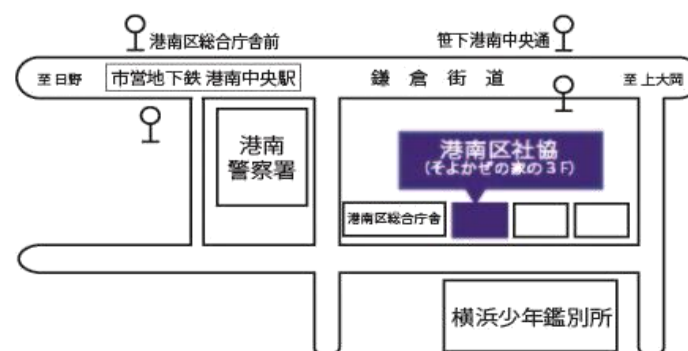 港南区総合庁舎前
笹下港南中央通
至日野
市営地下鉄 港南中央駅
鎌倉街道
至上大岡
港南
警察署
港南区社協
(そよかぜの家の3F)
港南区総合庁舎
横浜少年鑑別所